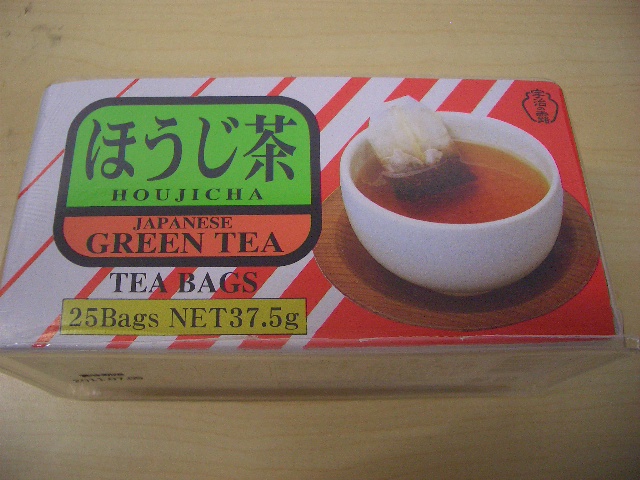 ほうじ茶
HOUJICHA
JAPANESE
GREEN TEA
TEA BAGS
25Bags NET37.5g